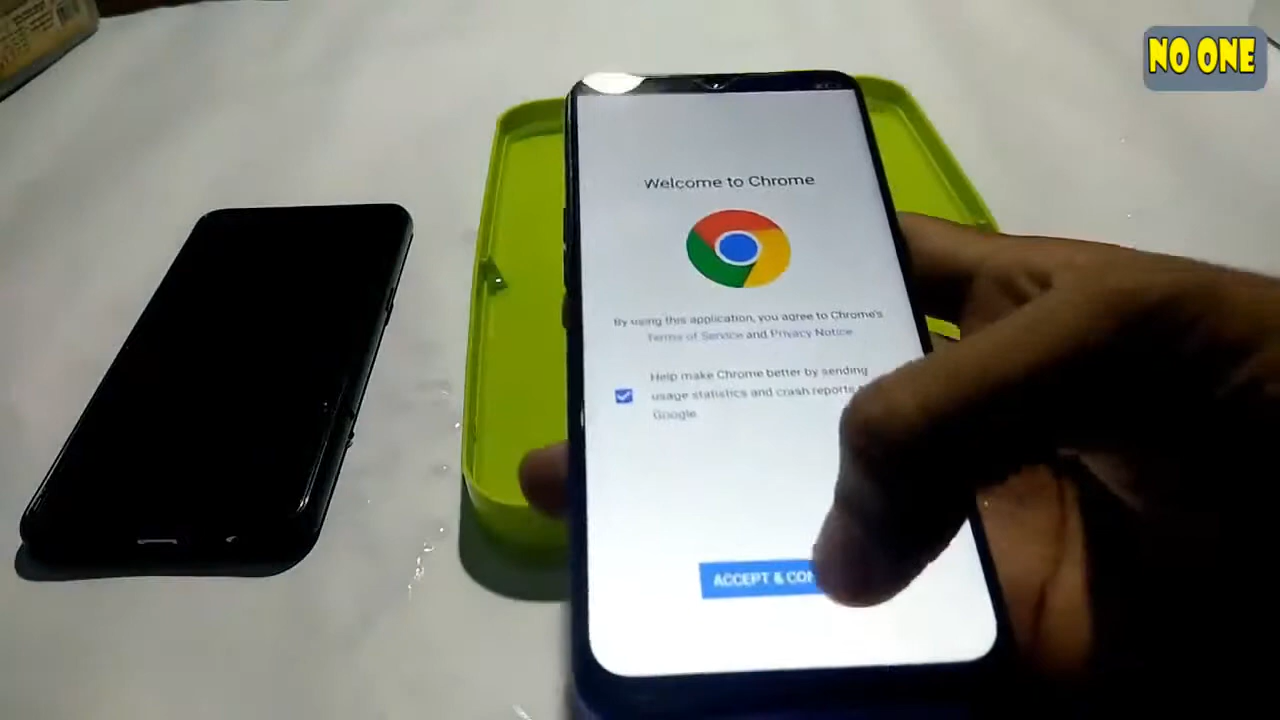 NO ONE
Welcome to Chrome
By using this application, you agree to Chrome's
Terms of Service and Privacy Notice.
Help make Chrome better by sending
usage statistics and crash reports
Google.
ACCEPT & CON